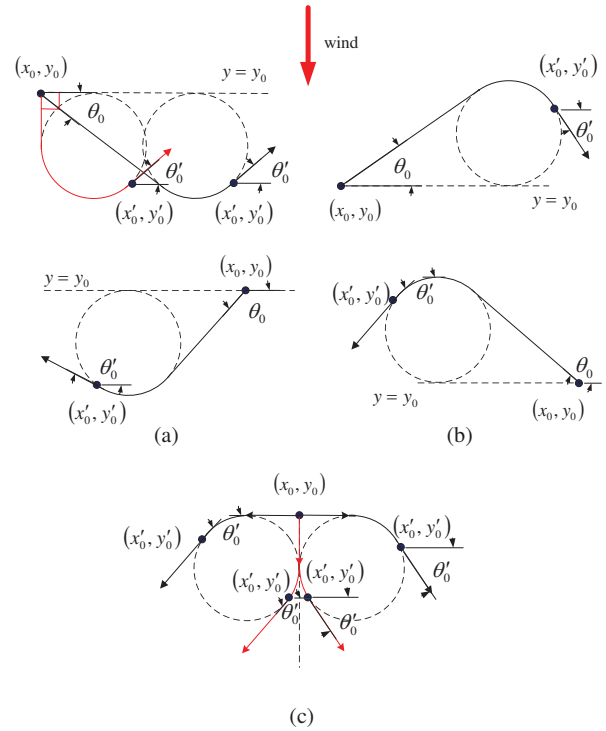 wind
(x₀, y₀)
y = y₀
θ₀
θ′₀
θ′₀
(x′₀, y′₀)
(x′₀, y′₀)
(x′₀, y′₀)
θ′₀
θ₀
(x₀, y₀)
y = y₀
y = y₀
(x₀, y₀)
θ₀
θ′₀
(x′₀, y′₀)
(a)
(x′₀, y′₀)
θ′₀
θ₀
y = y₀
(x₀, y₀)
(b)
(x₀, y₀)
(x′₀, y′₀)
θ′₀
(x′₀, y′₀)
θ′₀
(x′₀, y′₀)
(x′₀, y′₀)
θ′₀
θ′₀
(c)